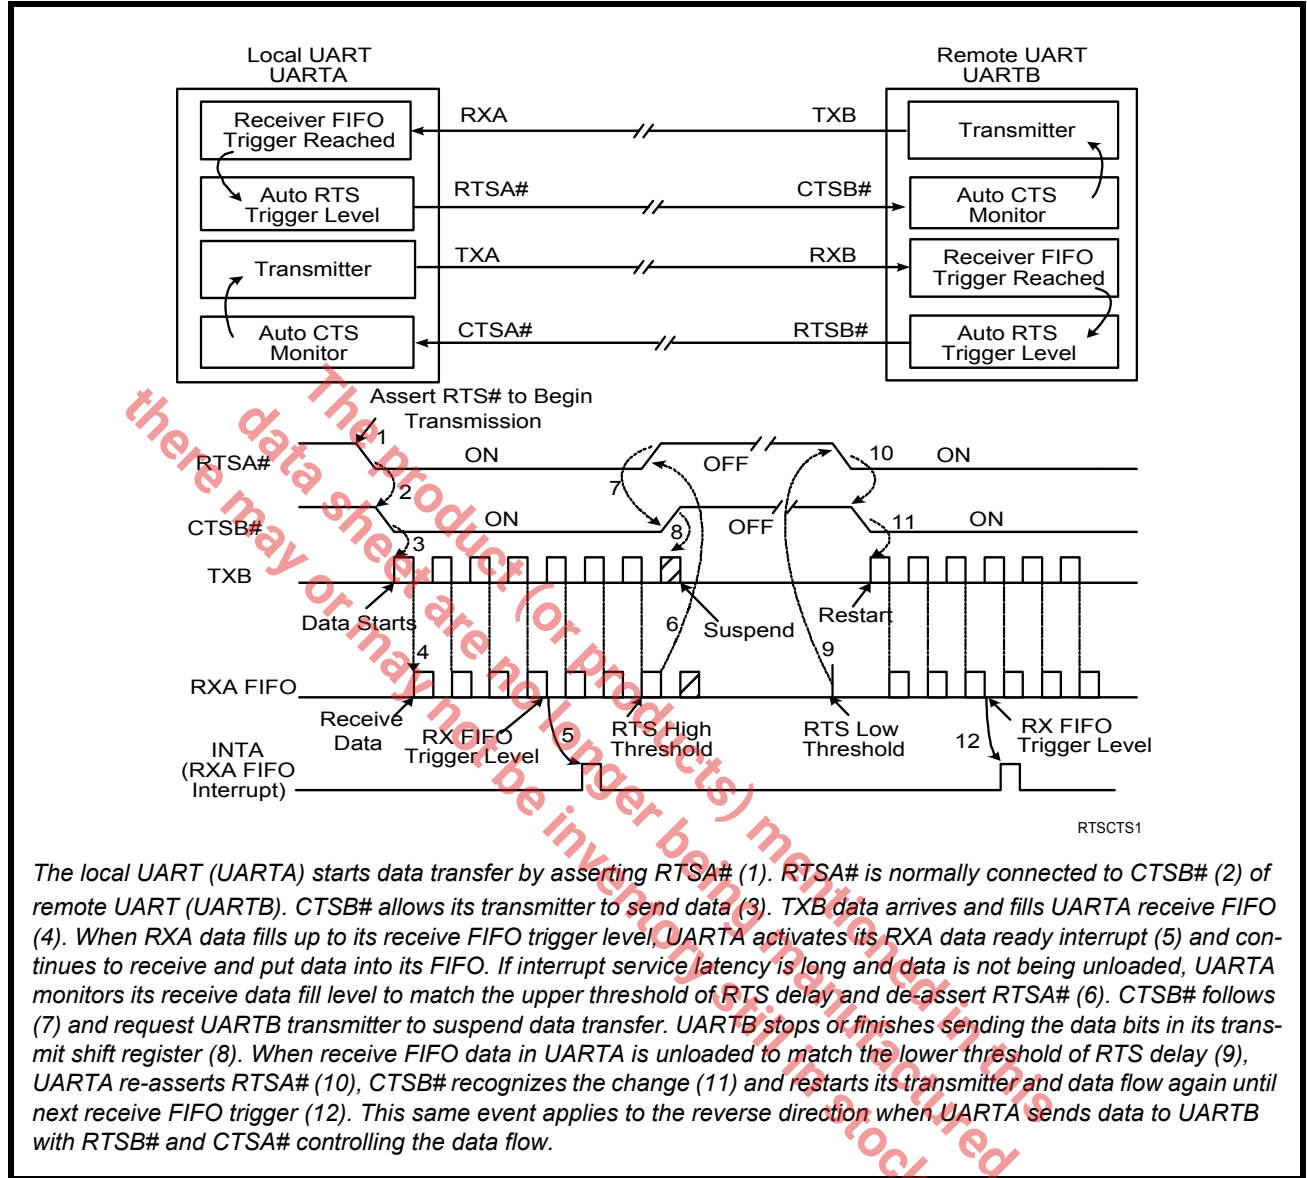 Local UART
UARTA
Remote UART
UARTB
Receiver FIFO
Trigger Reached
RXA
TXB
Transmitter
Auto RTS
Trigger Level
RTSA#
CTSB#
Auto CTS
Monitor
Transmitter
TXA
RXB
Receiver FIFO
Trigger Reached
Auto CTS
Monitor
CTSA#
RTSB#
Auto RTS
Trigger Level
Assert RTS# to Begin
Transmission
RTSA#
1
ON
7
OFF
10
2
CTSB#
ON
8
OFF
11
ON
3
TXB
Data Starts
6
Suspend
Restart
4
9
RXA FIFO
Receive
Data
RX FIFO
Trigger Level
5
RTS High
Threshold
RTS Low
Threshold
12
RX FIFO
Trigger Level
INTA
(RXA FIFO
Interrupt)
RTSCTS1
The local UART (UARTA) starts data transfer by asserting RTSA# (1). RTSA# is normally connected to CTSB# (2) of
remote UART (UARTB). CTSB# allows its transmitter to send data (3). TXB data arrives and fills UARTA receive FIFO
(4). When RXA data fills up to its receive FIFO trigger level, UARTA activates its RXA data ready interrupt (5) and con-
tinues to receive and put data into its FIFO. If interrupt service latency is long and data is not being unloaded, UARTA
monitors its receive data fill level to match the upper threshold of RTS delay and de-assert RTSA# (6). CTSB# follows
(7) and request UARTB transmitter to suspend data transfer. UARTB stops or finishes sending the data bits in its trans-
mit shift register (8). When receive FIFO data in UARTA is unloaded to match the lower threshold of RTS delay (9),
UARTA re-asserts RTSA# (10), CTSB# recognizes the change (11) and restarts its transmitter and data flow again until
next receive FIFO trigger (12). This same event applies to the reverse direction when UARTA sends data to UARTB
with RTSB# and CTSA# controlling the data flow.
The product (or products) mentioned in this
data sheet are no longer being manufactured
there may or may not be inventory still in stock